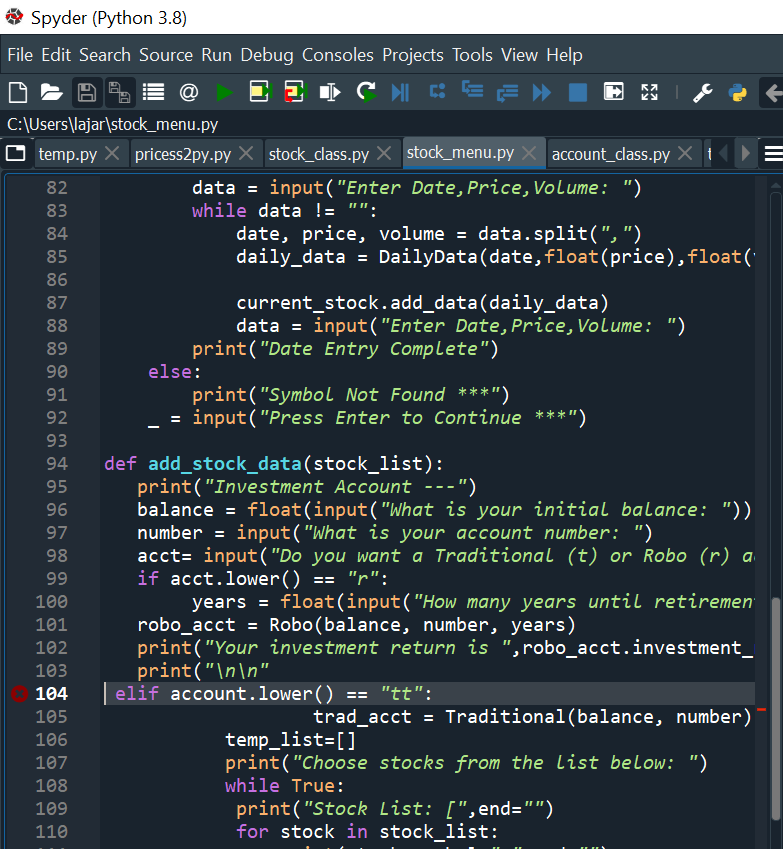 Spyder (Python 3.8)
File Edit Search Source Run Debug Consoles Projects Tools View Help
C:\Users\lajar\stock_menu.py
temp.py pricess2py.py stock_class.py stock_menu.py account_class.py
82 data = input("Enter Date,Price,Volume: ")
83 while data != "":
84 date, price, volume = data.split(",")
85 daily_data = DailyData(date,float(price),float(
86
87 current_stock.add_data(daily_data)
88 data = input("Enter Date,Price,Volume: ")
89 print("Date Entry Complete")
90 else:
91 print("Symbol Not Found ***")
92 _ = input("Press Enter to Continue ***")
93
94 def add_stock_data(stock_list):
95 print("Investment Account ---")
96 balance = float(input("What is your initial balance: "))
97 number = input("What is your account number: ")
98 acct= input("Do you want a Traditional (t) or Robo (r) a
99 if acct.lower() == "r":
100 years = float(input("How many years until retiremen
101 robo_acct = Robo(balance, number, years)
102 print("Your investment return is ",robo_acct.investment_
103 print("\n\n"
104 elif account.lower() == "tt":
105 trad_acct = Traditional(balance, number)
106 temp_list=[]
107 print("Choose stocks from the list below: ")
108 while True:
109 print("Stock List: [",end="")
110 for stock in stock_list: